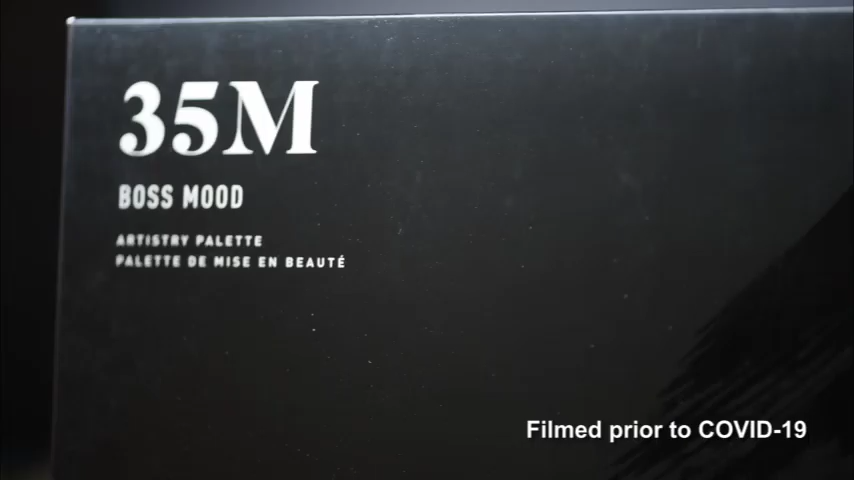 35M
BOSS MOOD
ARTISTRY PALETTE
PALETTE DE MISE EN BEAUTÉ
Filmed prior to COVID-19